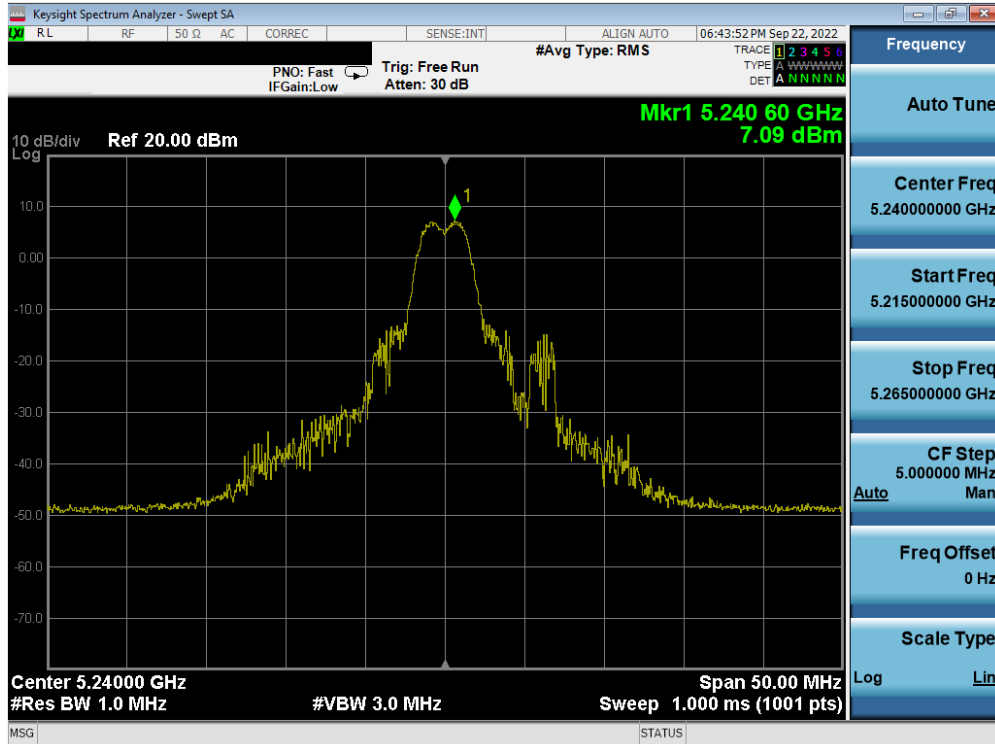 Keysight Spectrum Analyzer - Swept SA
LXI RL RF 50 Ω AC CORREC SENSE:INT ALIGN AUTO 06:43:52 PM Sep 22, 2022
PNO: Fast
IFGain:Low
Trig: Free Run
Atten: 30 dB
#Avg Type: RMS
TRACE 1 2 3 4 5 6
TYPE A WWWWW
DET A N N N N N
Mkr1 5.240 60 GHz
7.09 dBm
10 dB/div Ref 20.00 dBm
Log
1
10.0
0.00
-10.0
-20.0
-30.0
-40.0
-50.0
-60.0
-70.0
Center 5.24000 GHz Span 50.00 MHz
#Res BW 1.0 MHz #VBW 3.0 MHz Sweep 1.000 ms (1001 pts)
MSG STATUS
Frequency
Auto Tune
Center Freq
5.240000000 GHz
Start Freq
5.215000000 GHz
Stop Freq
5.265000000 GHz
CF Step
5.000000 MHz
Auto Man
Freq Offset
0 Hz
Scale Type
Log Lin